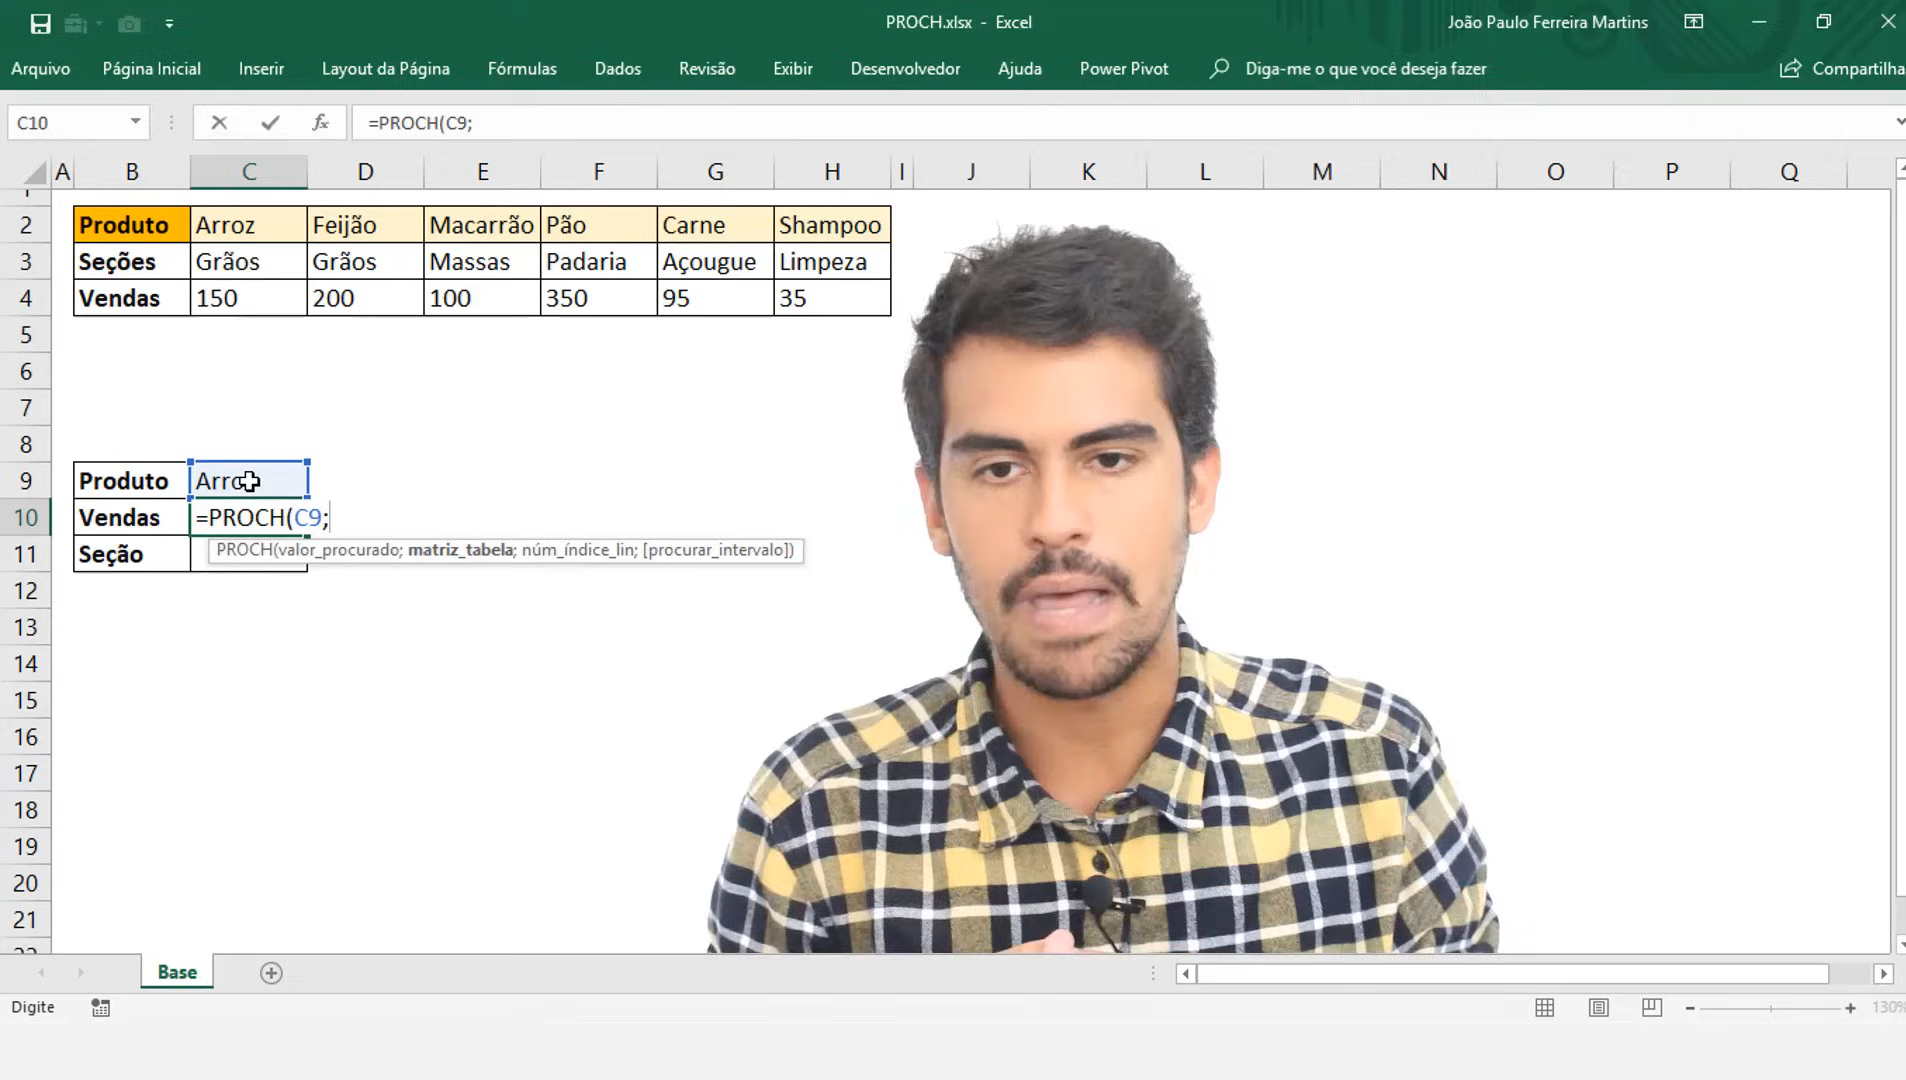 PROCH.xlsx - Excel
João Paulo Ferreira Martins
Arquivo Página Inicial Inserir Layout da Página Fórmulas Dados Revisão Exibir Desenvolvedor Ajuda Power Pivot Diga-me o que você deseja fazer Compartilha
C10 fx =PROCH(C9;
A B C D E F G H I J K L M N O P Q
2 Produto Arroz Feijão Macarrão Pão Carne Shampoo
3 Seções Grãos Grãos Massas Padaria Açougue Limpeza
4 Vendas 150 200 100 350 95 35
5
6
7
8
9 Produto Arro
10 Vendas =PROCH(C9;
11 Seção PROCH(valor_procurado; matriz_tabela; núm_índice_lin; [procurar_intervalo])
12
13
14
15
16
17
18
19
20
21
Base
Digite 130%